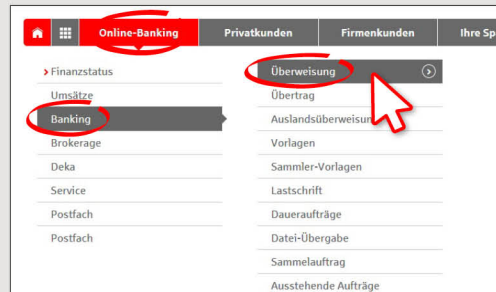 Online-Banking Privatkunden Firmenkunden Ihre Sp
Finanzstatus
Umsätze
Banking
Brokerage
Deka
Service
Postfach
Postfach
Überweisung
Übertrag
Auslandsüberweisun
Vorlagen
Sammler-Vorlagen
Lastschrift
Daueraufträge
Datei-Übergabe
Sammelauftrag
Ausstehende Aufträge